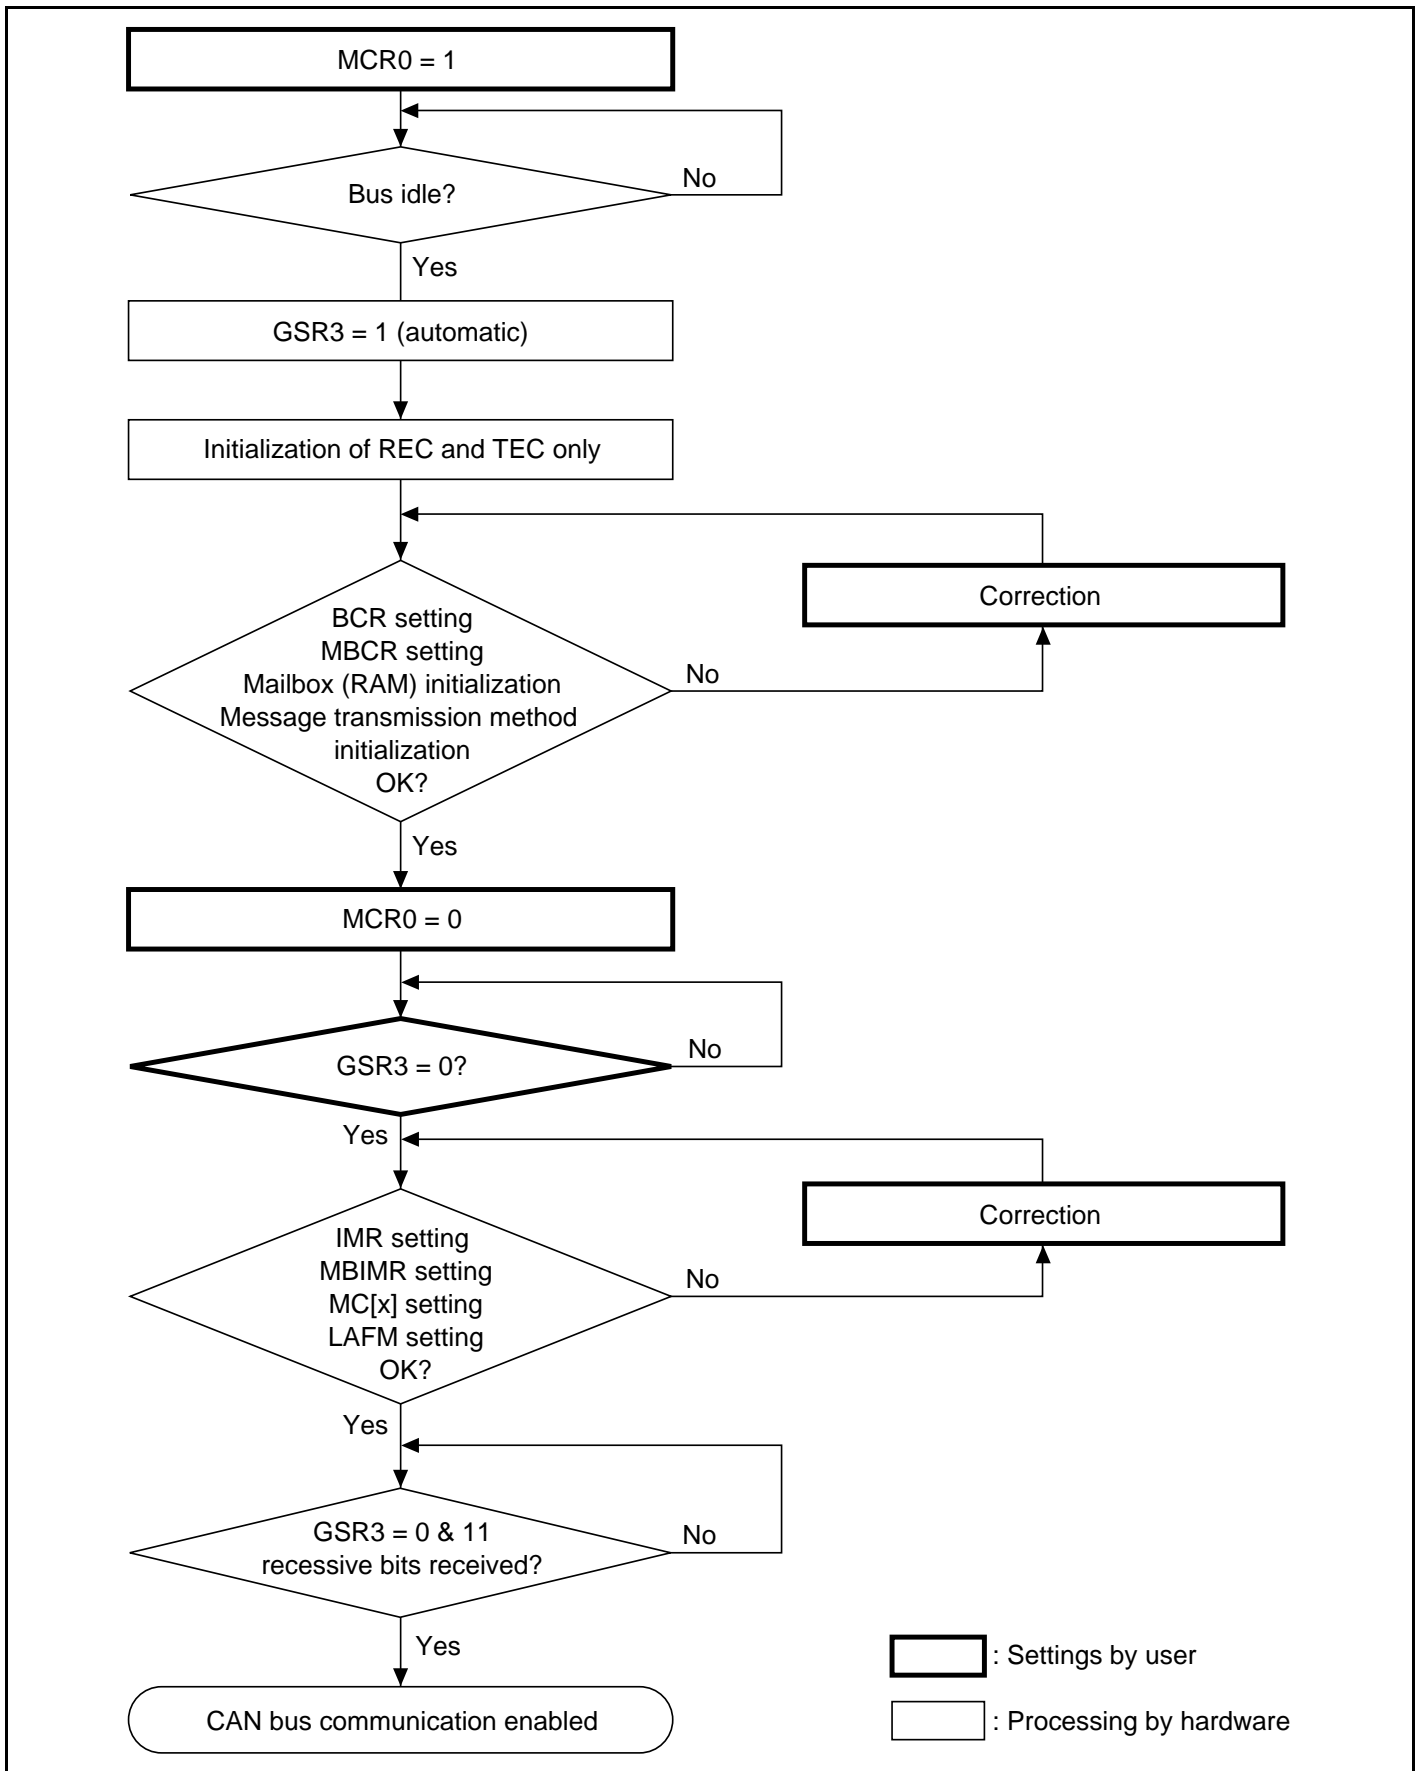 MCR0 = 1
Bus idle?
No
Yes
GSR3 = 1 (automatic)
Initialization of REC and TEC only
Correction
BCR setting
MBCR setting
Mailbox (RAM) initialization
Message transmission method
initialization
OK?
No
Yes
MCR0 = 0
GSR3 = 0?
No
Yes
Correction
IMR setting
MBIMR setting
MC[x] setting
LAFM setting
OK?
No
Yes
GSR3 = 0 & 11
recessive bits received?
No
Yes
CAN bus communication enabled
: Settings by user
: Processing by hardware